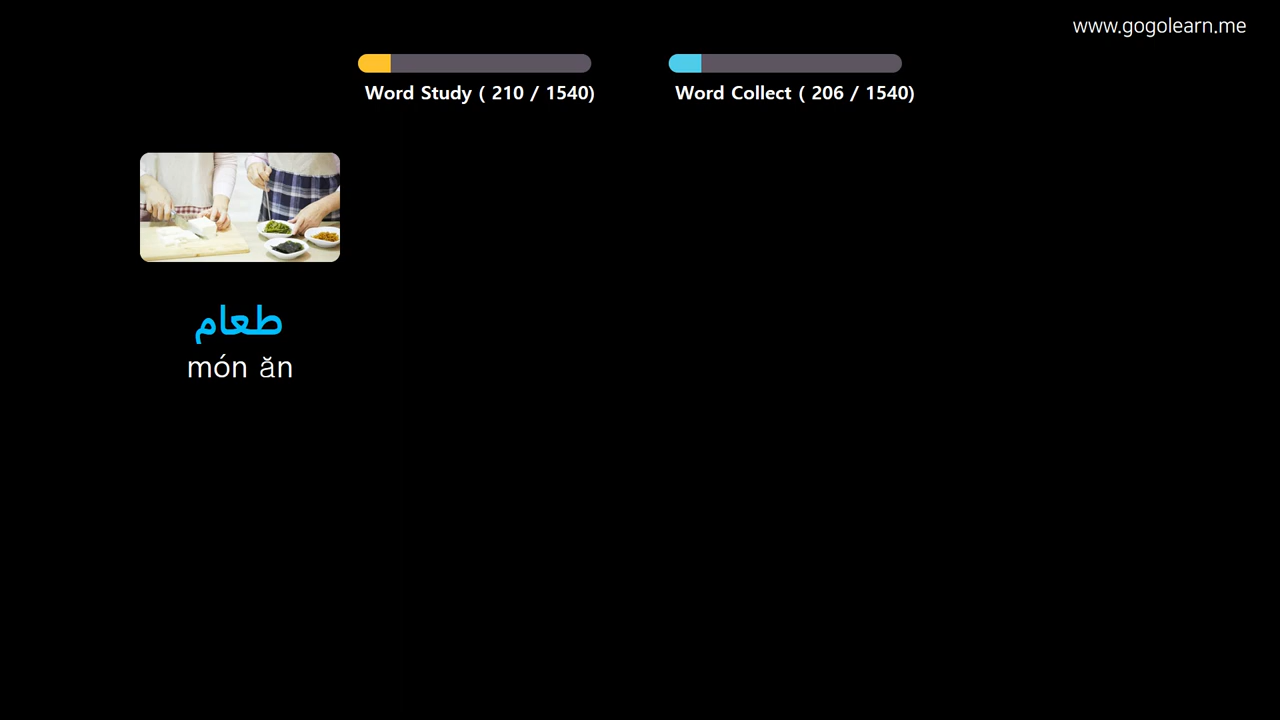 www.gogolearn.me
Word Study ( 210 / 1540)
Word Collect ( 206 / 1540)
طعام
món ăn